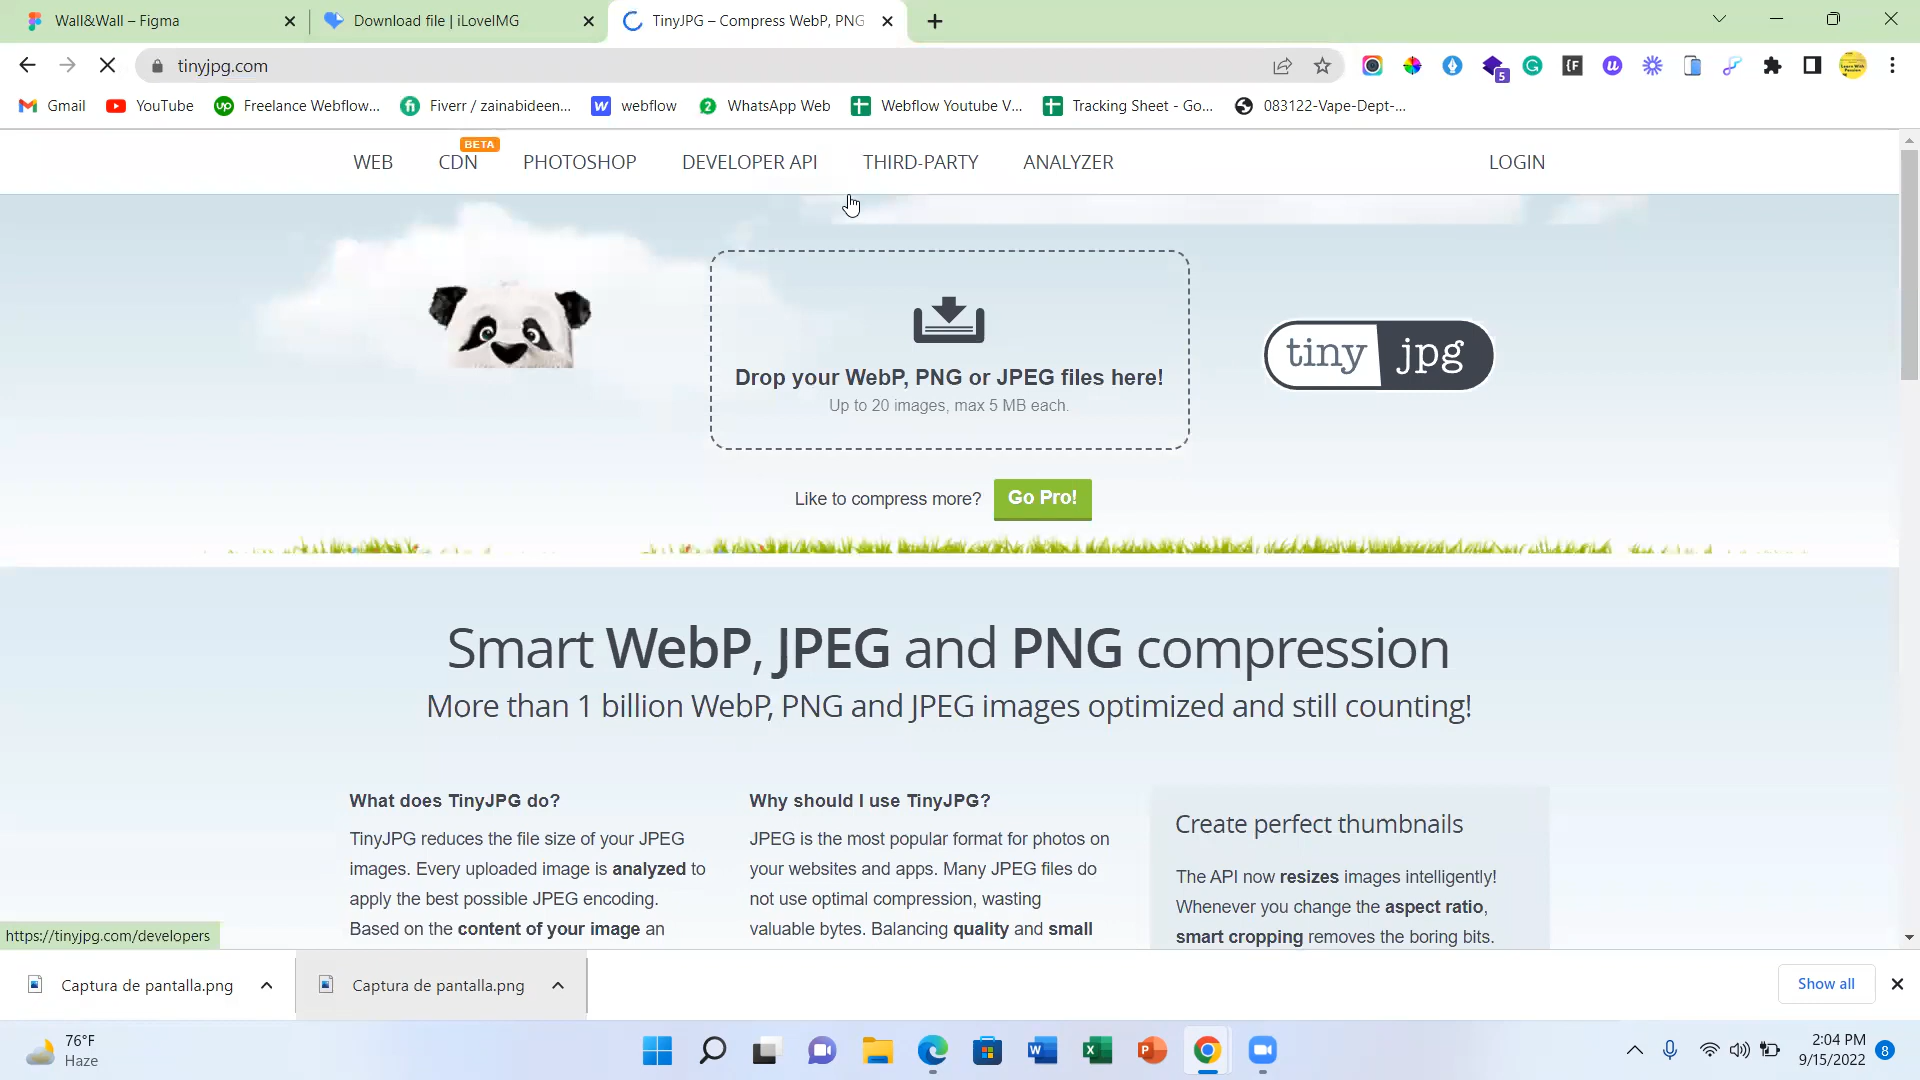 Wall&Wall – Figma
Download file | iLoveIMG
TinyJPG – Compress WebP, PNG
tinyjpg.com
5
Gmail
YouTube
Freelance Webflow...
Fiverr / zainabideen...
webflow
WhatsApp Web
Webflow Youtube V...
Tracking Sheet - Go...
083122-Vape-Dept-...
BETA
WEB
CDN
PHOTOSHOP
DEVELOPER API
THIRD-PARTY
ANALYZER
LOGIN
Drop your WebP, PNG or JPEG files here!
Up to 20 images, max 5 MB each.
tiny jpg
Like to compress more?
Go Pro!
Smart WebP, JPEG and PNG compression
More than 1 billion WebP, PNG and JPEG images optimized and still counting!
What does TinyJPG do?
TinyJPG reduces the file size of your JPEG
images. Every uploaded image is analyzed to
apply the best possible JPEG encoding.
Based on the content of your image an
Why should I use TinyJPG?
JPEG is the most popular format for photos on
your websites and apps. Many JPEG files do
not use optimal compression, wasting
valuable bytes. Balancing quality and small
Create perfect thumbnails
The API now resizes images intelligently!
Whenever you change the aspect ratio,
smart cropping removes the boring bits.
https://tinyjpg.com/developers
Captura de pantalla.png
Captura de pantalla.png
Show all
76°F
Haze
2:04 PM
9/15/2022
8